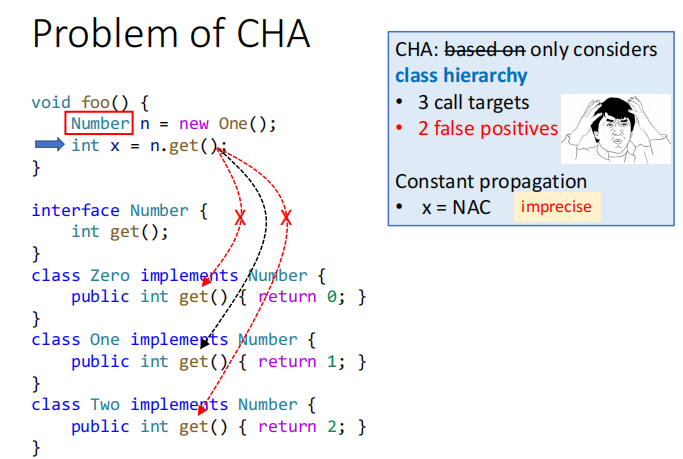 Problem of CHA
void foo() {
    Number n = new One();
    int x = n.get();
}
interface Number {
    int get();
}
class Zero implements Number {
    public int get() { return 0; }
}
class One implements Number {
    public int get() { return 1; }
}
class Two implements Number {
    public int get() { return 2; }
}
X X
CHA: based on only considers
class hierarchy
• 3 call targets
• 2 false positives
Constant propagation
• x = NAC imprecise